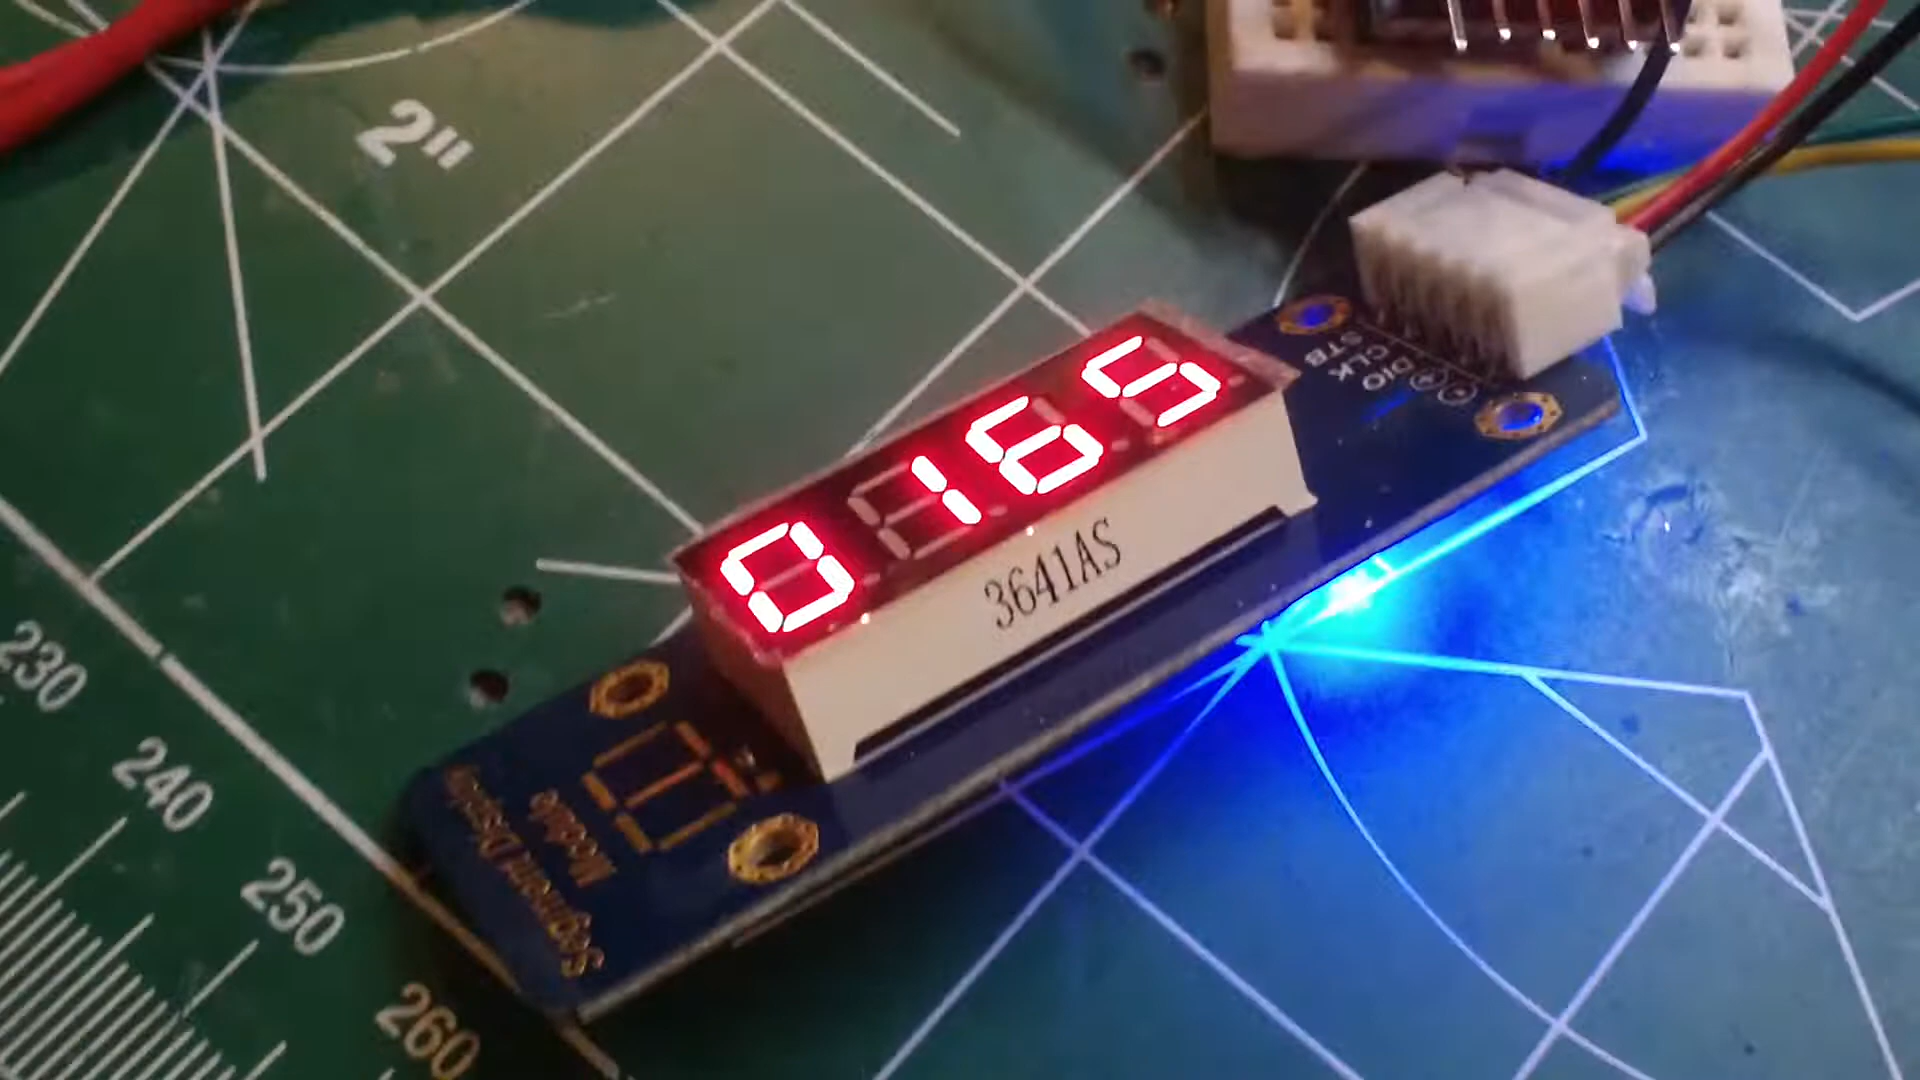 2"
0165
3641AS
STB
CLK
DIO
Segment Display
Module
230
240
250
260